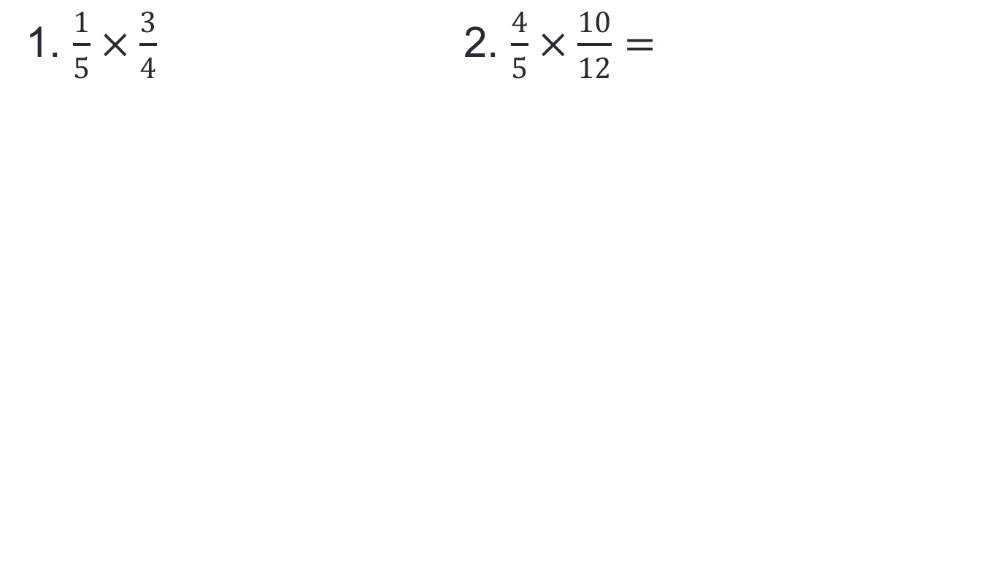 1. 1/5 × 3/4
2. 4/5 × 10/12 =